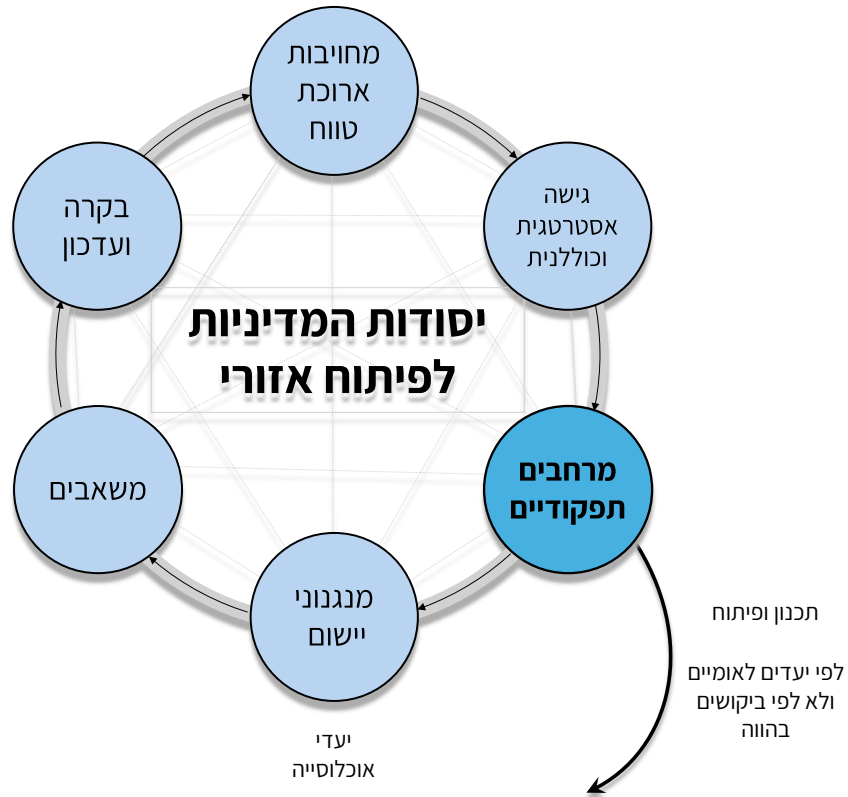 מחויבות
ארוכת
טווח
גישה
אסטרטגית
וכוללנית
בקרה
ועדכון
יסודות המדיניות
לפיתוח אזורי
מרחבים
תפקודיים
משאבים
מנגנוני
יישום
תכנון ופיתוח
לפי יעדים לאומיים
ולא לפי ביקושים
בהווה
יעדי
אוכלוסייה